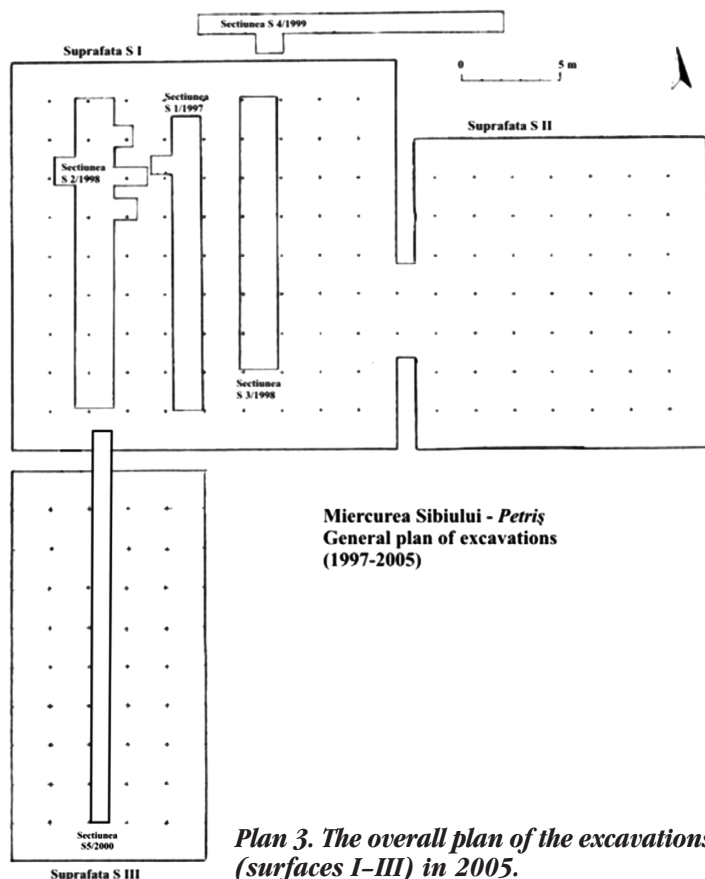 Sectiunea S 4/1999
Suprafata S I
0 5 m
Sectiunea
S 1/1997
Suprafata S II
Sectiunea
S 2/1998
Sectiunea
S 3/1998
Miercurea Sibiului - Petriş
General plan of excavations
(1997-2005)
Sectiunea
S5/2000
Plan 3. The overall plan of the excavations
(surfaces I–III) in 2005.
Suprafata S III